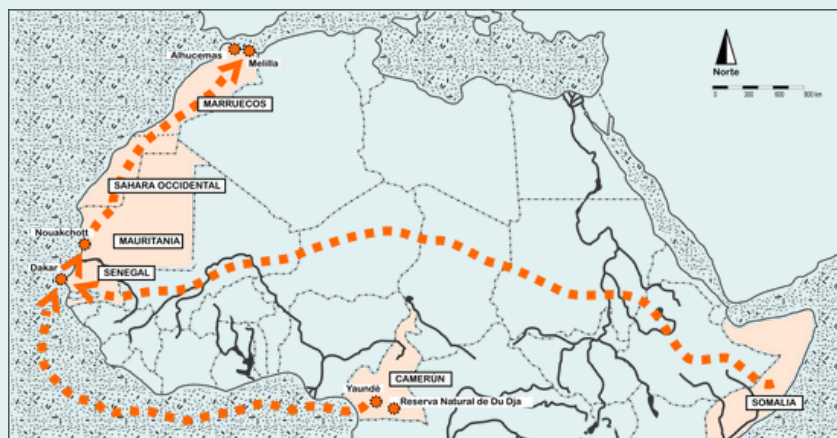 Alhucemas
Melilla
Norte
0 300 600 800 km
MARRUECOS
SAHARA OCCIDENTAL
Nouakchott
MAURITANIA
Dakar
SENEGAL
CAMERÚN
Yaundé
Reserva Natural de Du Dja
SOMALIA